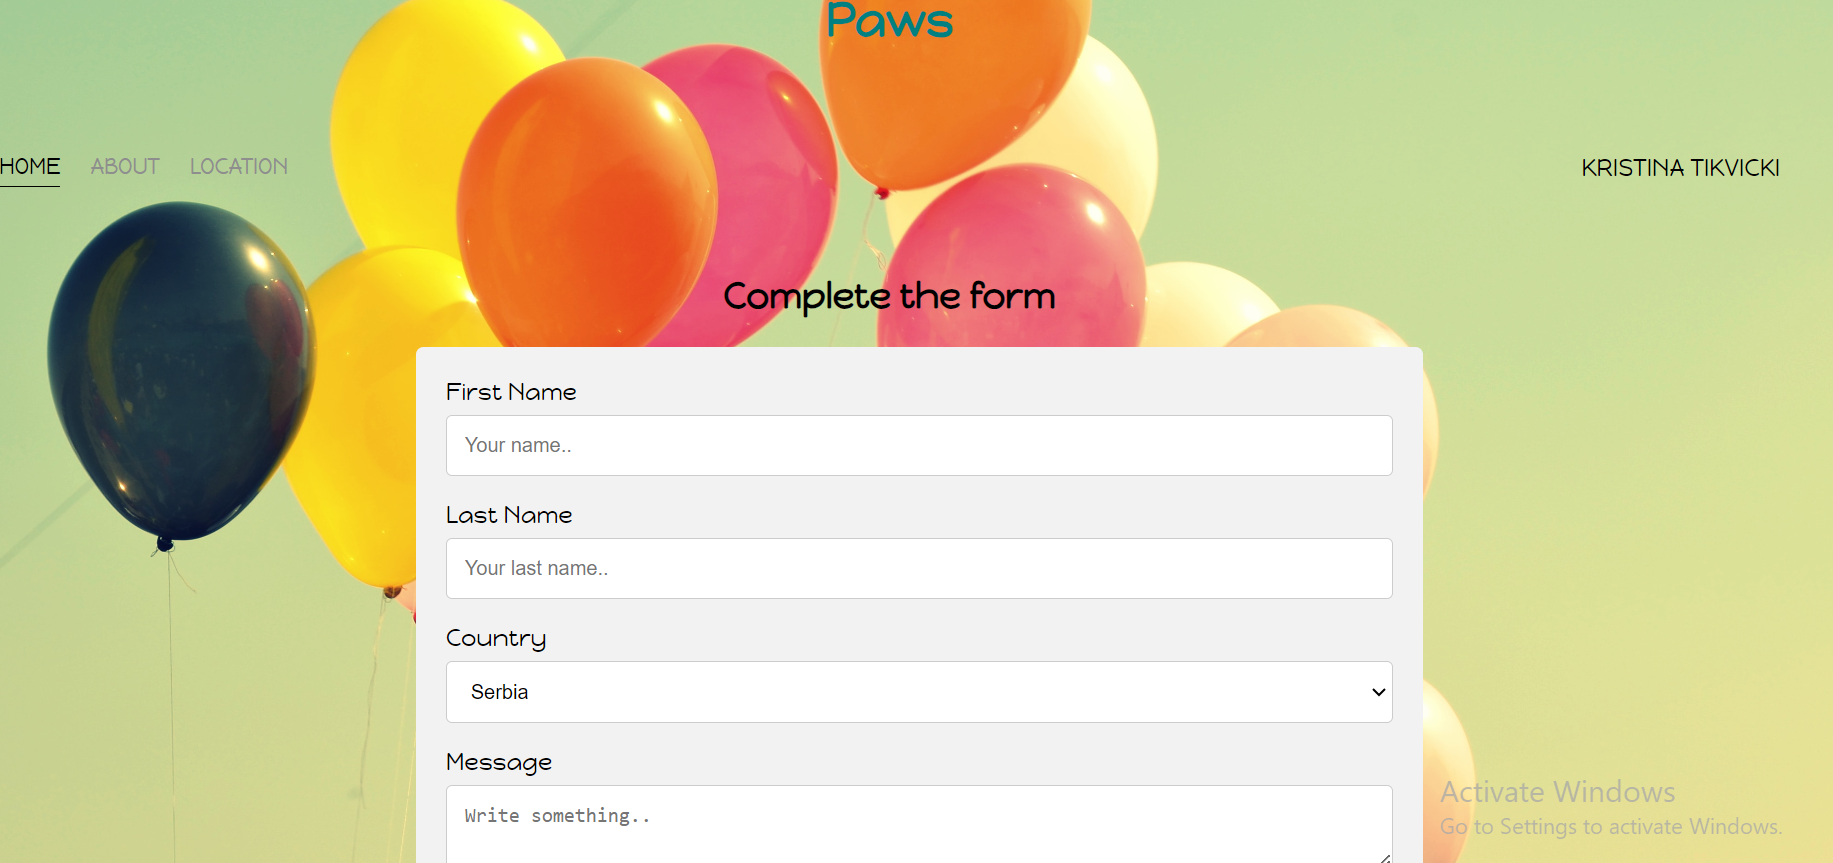 Paws
HOME ABOUT LOCATION
KRISTINA TIKVICKI
Complete the form
First Name
Your name..
Last Name
Your last name..
Country
Serbia
Message
Write something..
Activate Windows
Go to Settings to activate Windows.